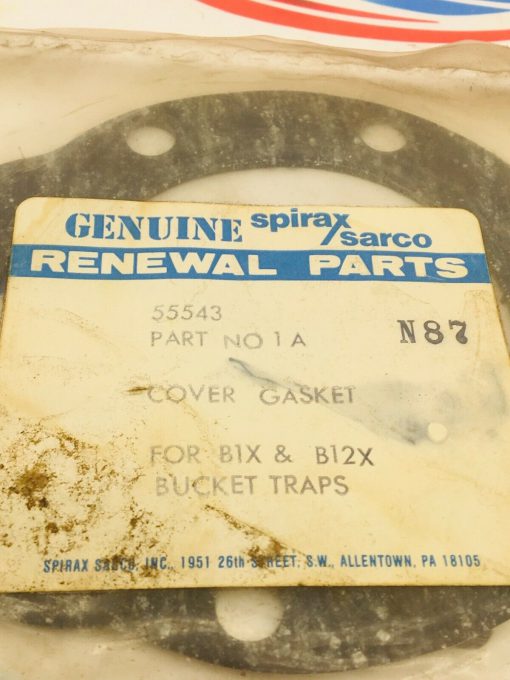 GENUINE spirax/sarco
RENEWAL PARTS
55543
PART NO 1A
N87
COVER GASKET
FOR B1X & B12X
BUCKET TRAPS
SPIRAX SARCO, INC., 1951 26th STREET, S.W., ALLENTOWN, PA 18105